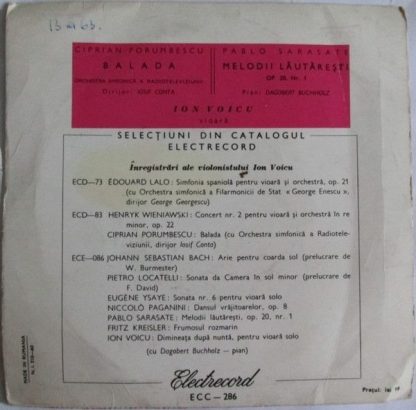 CIPRIAN PORUMBESCU
BALADA
ORCHESTRA SIMFONICĂ A RADIOTELEVIZIUNII
Dirijor: IOSIF CONTA
PABLO SARASATE
MELODII LĂUTĂREȘTI
OP. 20, Nr. 1
Pian: DAGOBERT BUCHHOLZ
ION VOICU
vioară
SELECȚIUNI DIN CATALOGUL
ELECTRECORD
Înregistrări ale violonistului Ion Voicu
ECD—73 ÉDOUARD LALO: Simfonia spaniolă pentru vioară și orchestră, op. 21
(cu Orchestra simfonică a Filarmonicii de Stat «George Enescu»,
dirijor George Georgescu)
ECD—83 HENRYK WIENIAWSKI: Concert nr. 2 pentru vioară și orchestră în re
minor, op. 22
CIPRIAN PORUMBESCU: Balada (cu Orchestra simfonică a Radiotele-
viziunii, dirijor Iosif Conta)
ECE—086 JOHANN SEBASTIAN BACH: Arie pentru coarda sol (prelucrare de
W. Burmester)
PIETRO LOCATELLI: Sonata da Camera în sol minor (prelucrare de
F. David)
EUGÈNE YSAYE: Sonata nr. 6 pentru vioară solo
NICCOLÒ PAGANINI: Dansul vrăjitoarelor, op. 8
PABLO SARASATE: Melodii lăutărești, op. 20, nr. 1
FRITZ KREISLER: Frumosul rozmarin
ION VOICU: Dimineața după nuntă, pentru vioară solo
(cu Dagobert Buchholz — pian)
Electrecord
ECC—286
MADE IN RUMANIA
Prețul: lei